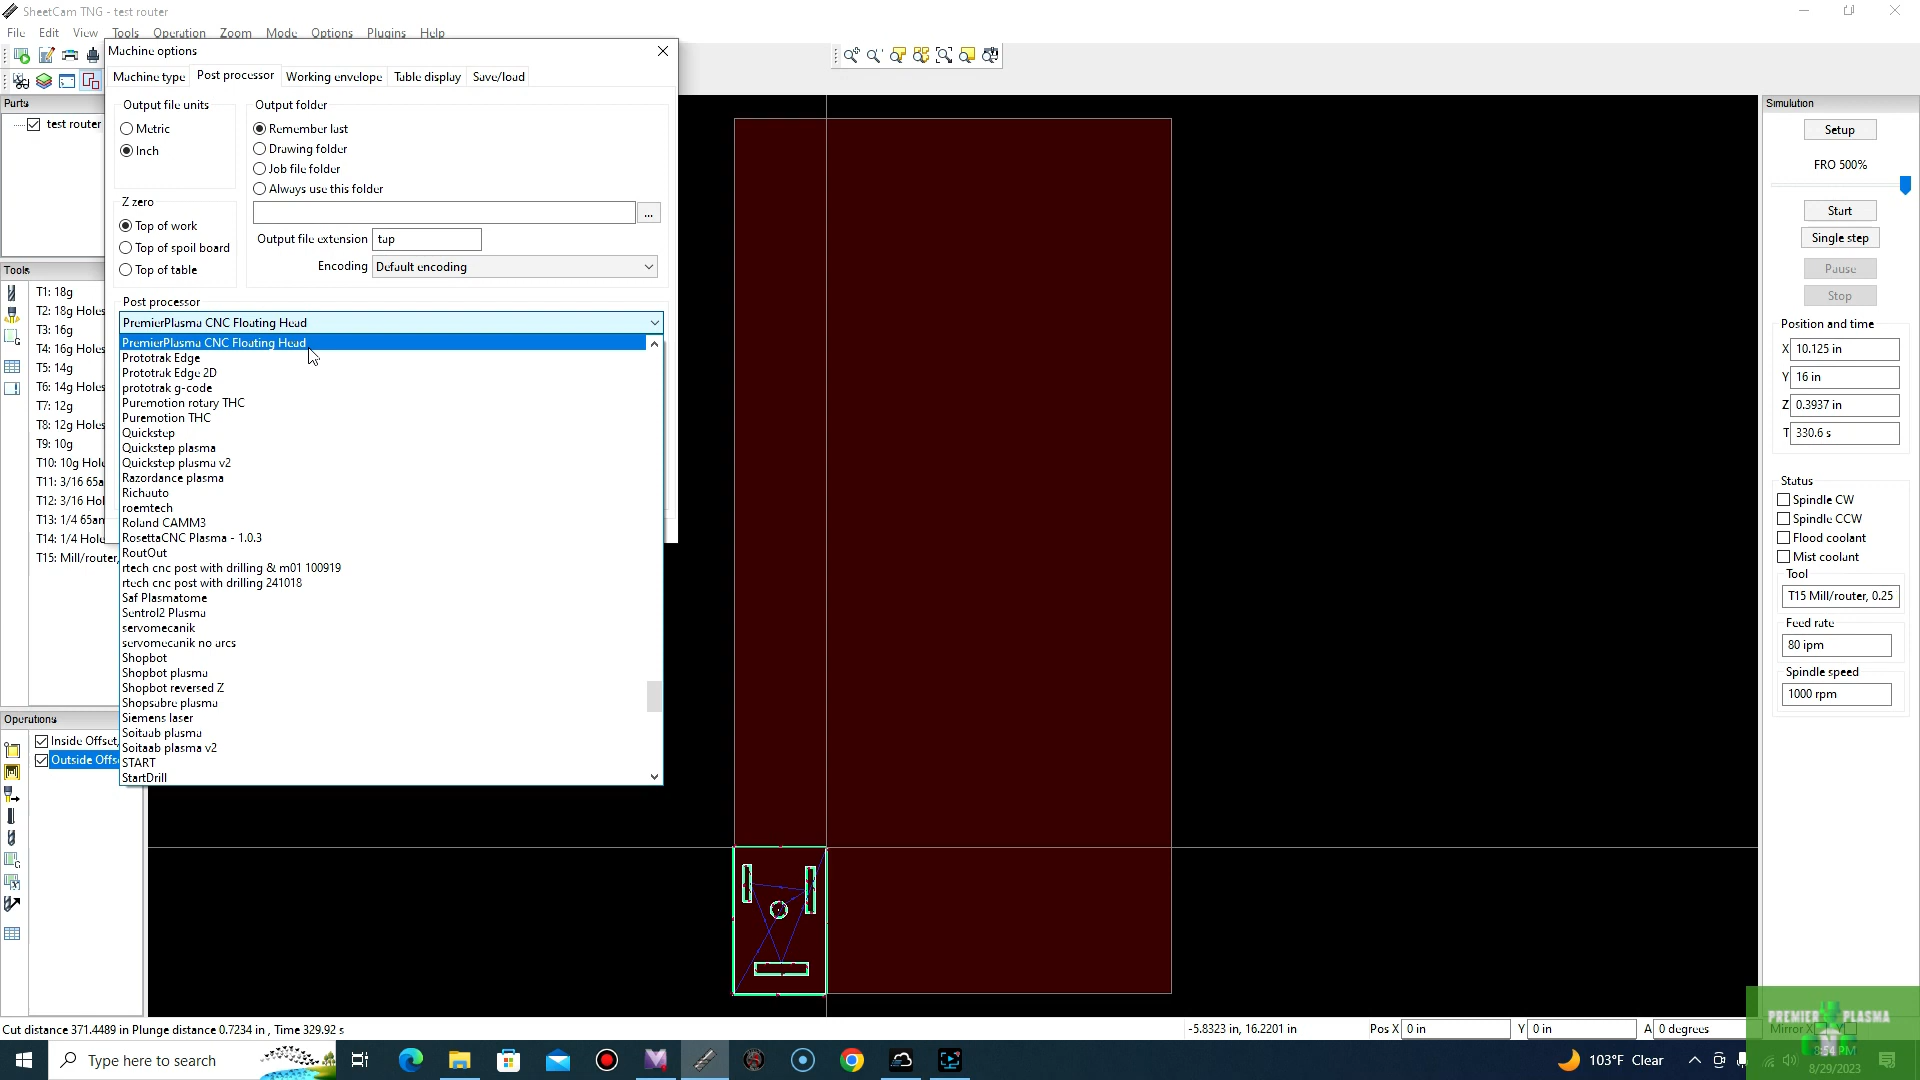 SheetCam TNG - test router
File Edit View Tools Operation Zoom Mode Options Plugins Help
Machine options
Machine type Post processor Working envelope Table display Save/load
Output file units
Metric
Inch
Z zero
Top of work
Top of spoil board
Top of table
Output folder
Remember last
Drawing folder
Job file folder
Always use this folder
...
Output file extension tap
Encoding Default encoding
Post processor
PremierPlasma CNC Floating Head
PremierPlasma CNC Floating Head
Prototrak Edge
Prototrak Edge 2D
prototrak g-code
Puremotion rotary THC
Puremotion THC
Quickstep
Quickstep plasma
Quickstep plasma v2
Razordance plasma
Richauto
roemtech
Roland CAMM3
RosettaCNC Plasma - 1.0.3
RoutOut
rtech cnc post with drilling & m01 100919
rtech cnc post with drilling 241018
Saf Plasmatome
Sentrol2 Plasma
servomecanik
servomecanik no arcs
Shopbot
Shopbot plasma
Shopbot reversed Z
Shopsabre plasma
Siemens laser
Soitaab plasma
Soitaab plasma v2
START
StartDrill
Parts
test router
Tools
T1: 18g
T2: 18g Holes
T3: 16g
T4: 16g Holes
T5: 14g
T6: 14g Holes
T7: 12g
T8: 12g Holes
T9: 10g
T10: 10g Hole
T11: 3/16 65a
T12: 3/16 Hol
T13: 1/4 65an
T14: 1/4 Hole
T15: Mill/router,
Operations
Inside Offset,
Outside Offs
Simulation
Setup
FRO 500%
Start
Single step
Pause
Stop
Position and time
X 10.125 in
Y 16 in
Z 0.3937 in
T 330.6 s
Status
Spindle CW
Spindle CCW
Flood coolant
Mist coolant
Tool
T15 Mill/router, 0.25
Feed rate
80 ipm
Spindle speed
1000 rpm
Cut distance 371.4489 in Plunge distance 0.7234 in , Time 329.92 s
-5.8323 in, 16.2201 in
Pos X 0 in Y 0 in A 0 degrees Mirror X Y
PREMIER PLASMA
Type here to search
103°F Clear
8:54 PM
8/29/2023